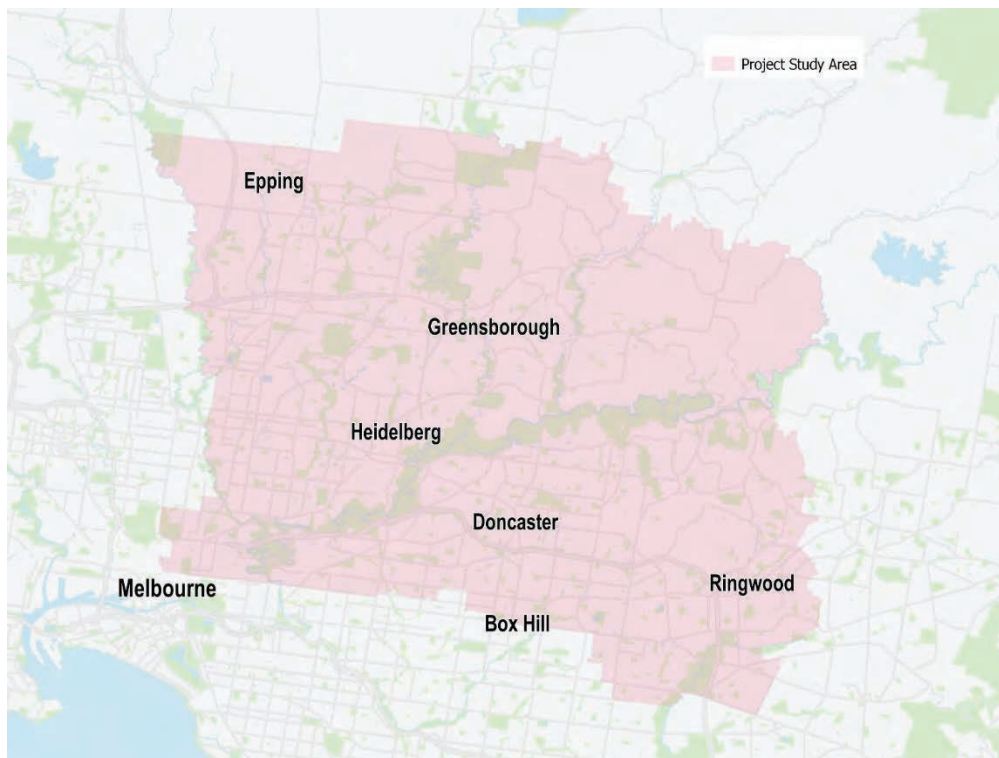 Project Study Area
Epping
Greensborough
Heidelberg
Doncaster
Ringwood
Melbourne
Box Hill